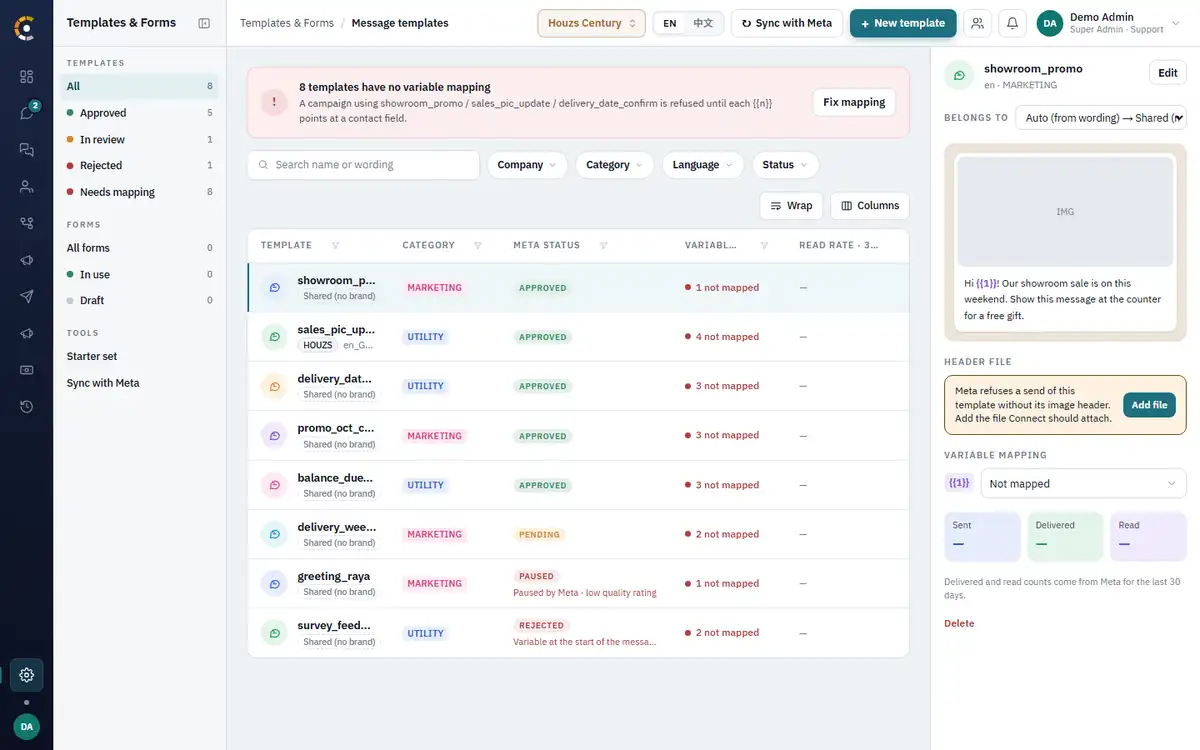 Templates & Forms
Templates & Forms / Message templates
Houzs Century
EN 中文
↻ Sync with Meta
+ New template
DA
Demo Admin
Super Admin · Support
2
TEMPLATES
All 8
Approved 5
In review 1
Rejected 1
Needs mapping 8
FORMS
All forms 0
In use 0
Draft 0
TOOLS
Starter set
Sync with Meta
DA
!
8 templates have no variable mapping
A campaign using showroom_promo / sales_pic_update / delivery_date_confirm is refused until each {{n}}
points at a contact field.
Fix mapping
Search name or wording
Company
Category
Language
Status
Wrap
Columns
TEMPLATE CATEGORY META STATUS VARIABL... READ RATE · 3...
showroom_p...
Shared (no brand)
MARKETING
APPROVED
1 not mapped
—
sales_pic_up...
HOUZS en_G...
UTILITY
APPROVED
4 not mapped
—
delivery_dat...
Shared (no brand)
UTILITY
APPROVED
3 not mapped
—
promo_oct_c...
Shared (no brand)
MARKETING
APPROVED
3 not mapped
—
balance_due...
Shared (no brand)
UTILITY
APPROVED
3 not mapped
—
delivery_wee...
Shared (no brand)
MARKETING
PENDING
2 not mapped
—
greeting_raya
Shared (no brand)
MARKETING
PAUSED
Paused by Meta · low quality rating
1 not mapped
—
survey_feed...
Shared (no brand)
UTILITY
REJECTED
Variable at the start of the messa...
2 not mapped
—
showroom_promo
en · MARKETING
Edit
BELONGS TO
Auto (from wording) → Shared (n
IMG
Hi {{1}}! Our showroom sale is on this
weekend. Show this message at the counter
for a free gift.
HEADER FILE
Meta refuses a send of this
template without its image header.
Add the file Connect should attach.
Add file
VARIABLE MAPPING
{{1}}
Not mapped
Sent
—
Delivered
—
Read
—
Delivered and read counts come from Meta for the last 30
days.
Delete